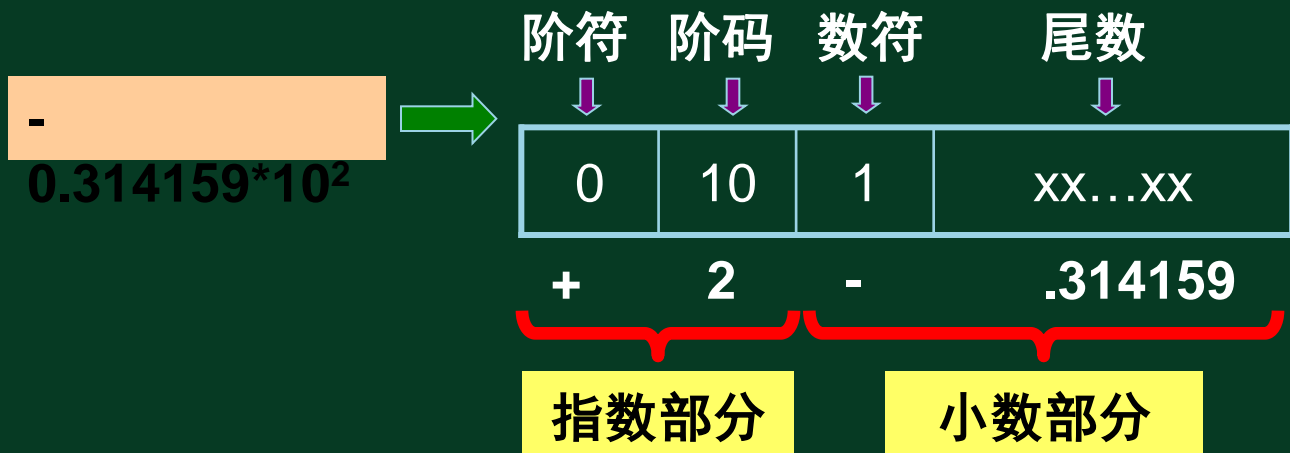 阶符 阶码 数符 尾数
-
0.314159*10²
0 10 1 xx…xx
+ 2 - .314159
指数部分 小数部分